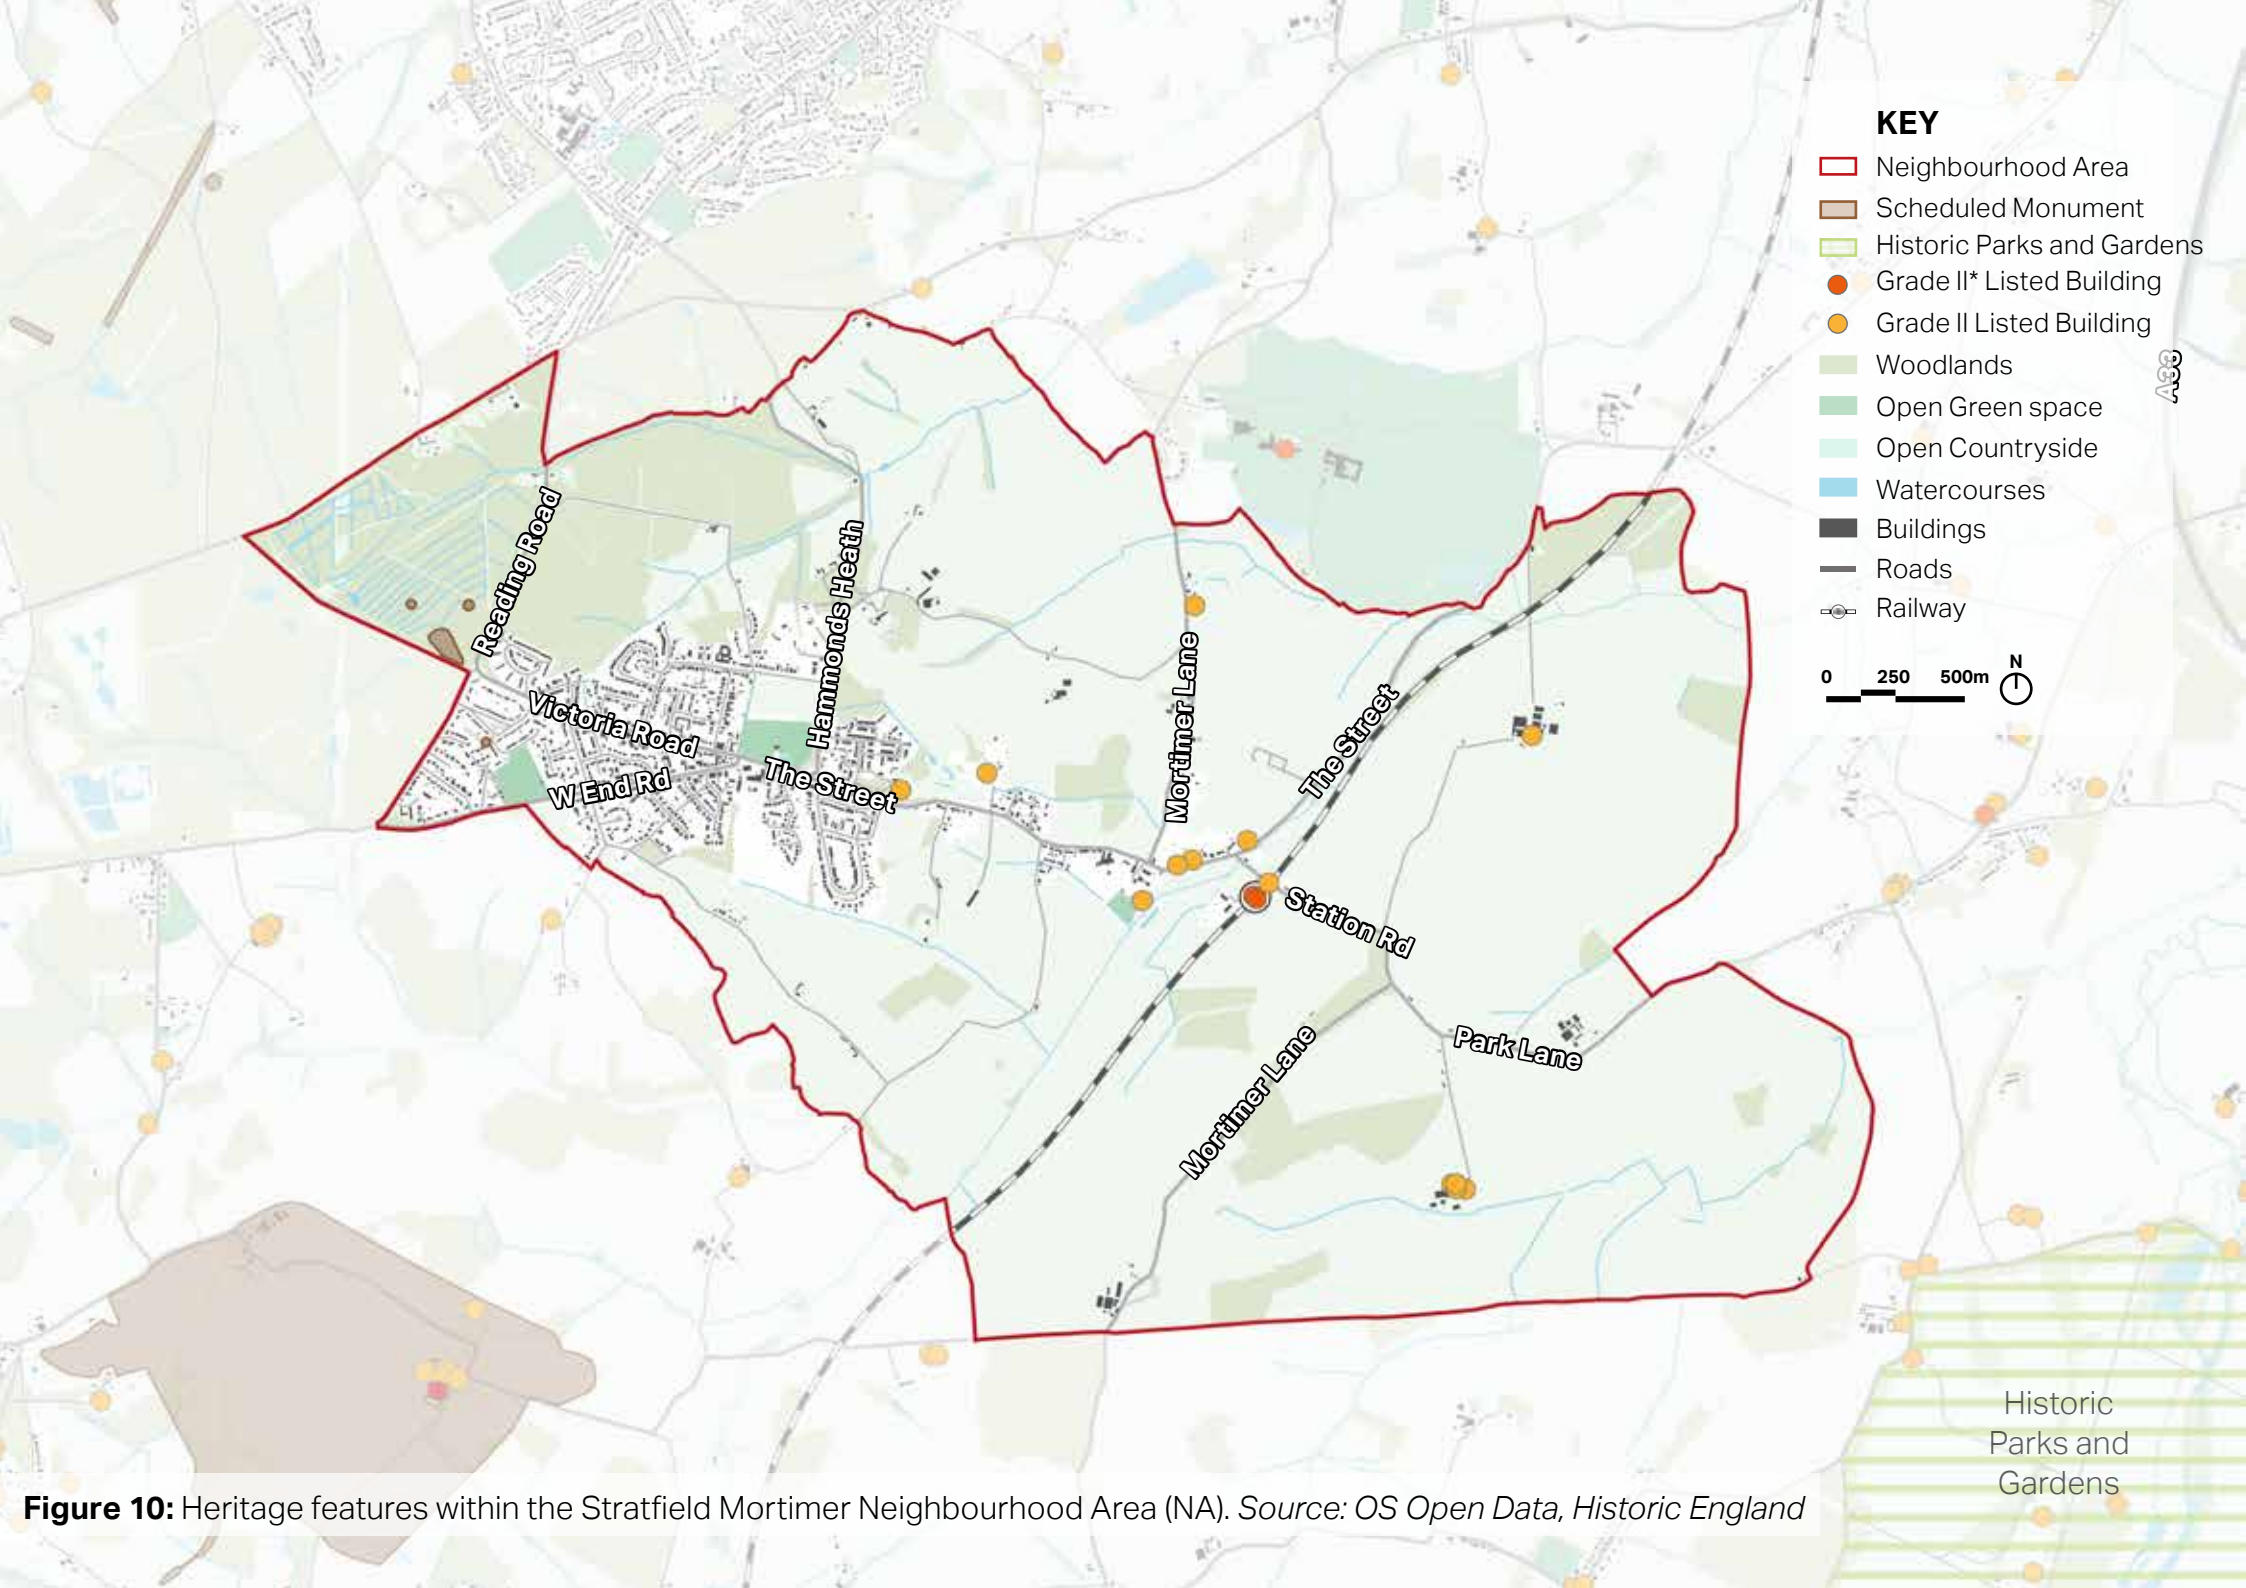 KEY
Neighbourhood Area
Scheduled Monument
Historic Parks and Gardens
Grade II* Listed Building
Grade II Listed Building
Woodlands
Open Green space
Open Countryside
Watercourses
Buildings
Roads
Railway
0 250 500m
N
A33
Reading Road
Hammonds Heath
Victoria Road
W End Rd
The Street
Mortimer Lane
The Street
Station Rd
Mortimer Lane
Park Lane
Historic
Parks and
Gardens
Figure 10: Heritage features within the Stratfield Mortimer Neighbourhood Area (NA). Source: OS Open Data, Historic England